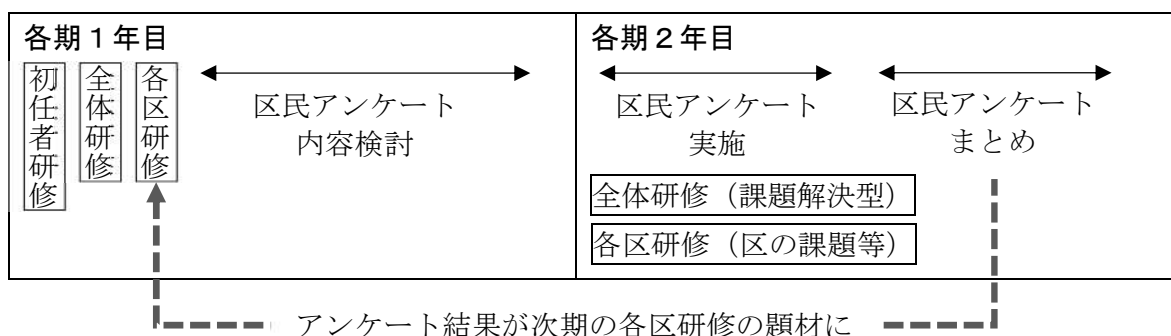 各期１年目
初任者研修
全体研修
各区研修
区民アンケート
内容検討
各期２年目
区民アンケート
実施
区民アンケート
まとめ
全体研修（課題解決型）
各区研修（区の課題等）
アンケート結果が次期の各区研修の題材に